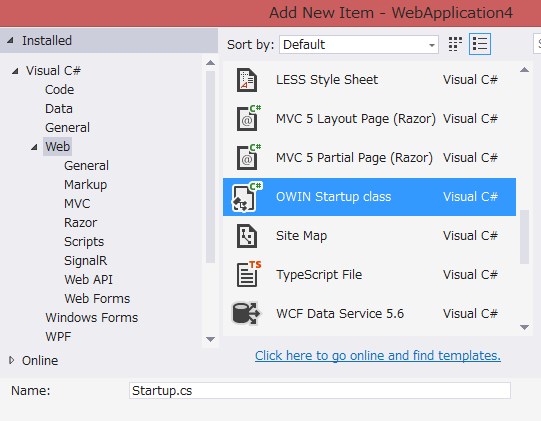 Add New Item - WebApplication4
Installed
Sort by: Default
Visual C#
Code
Data
General
Web
General
Markup
MVC
Razor
Scripts
SignalR
Web API
Web Forms
Windows Forms
WPF
Online
LESS Style Sheet Visual C#
MVC 5 Layout Page (Razor) Visual C#
MVC 5 Partial Page (Razor) Visual C#
OWIN Startup class Visual C#
Site Map Visual C#
TypeScript File Visual C#
WCF Data Service 5.6 Visual C#
Click here to go online and find templates.
Name: Startup.cs